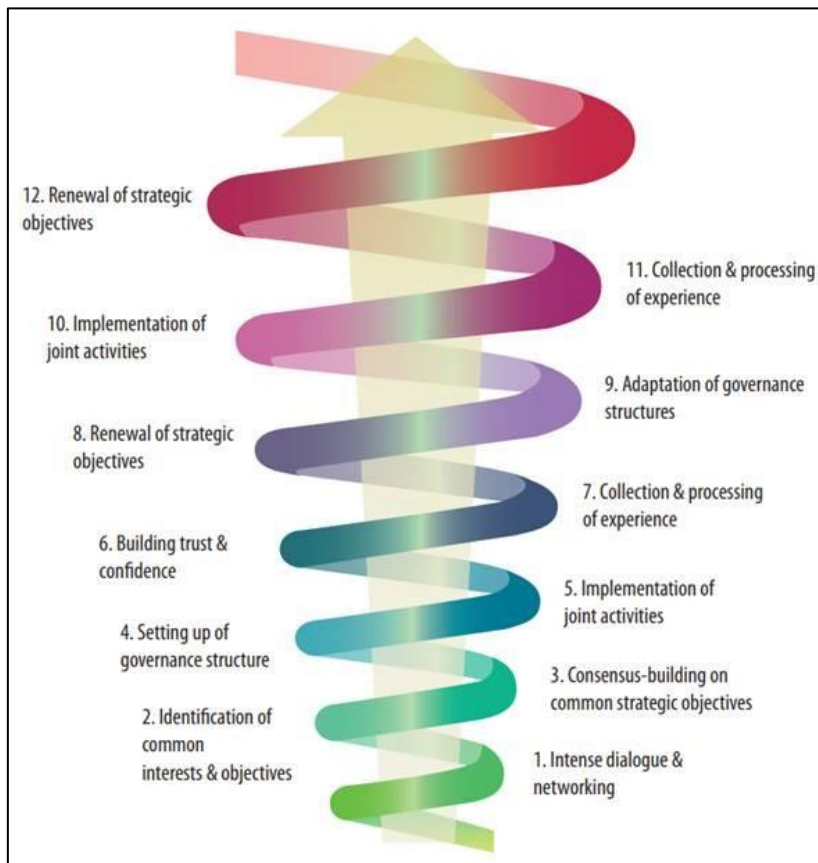 12. Renewal of strategic
objectives
11. Collection & processing
of experience
10. Implementation of
joint activities
9. Adaptation of governance
structures
8. Renewal of strategic
objectives
7. Collection & processing
of experience
6. Building trust &
confidence
5. Implementation of
joint activities
4. Setting up of
governance structure
3. Consensus-building on
common strategic objectives
2. Identification of
common
interests & objectives
1. Intense dialogue &
networking